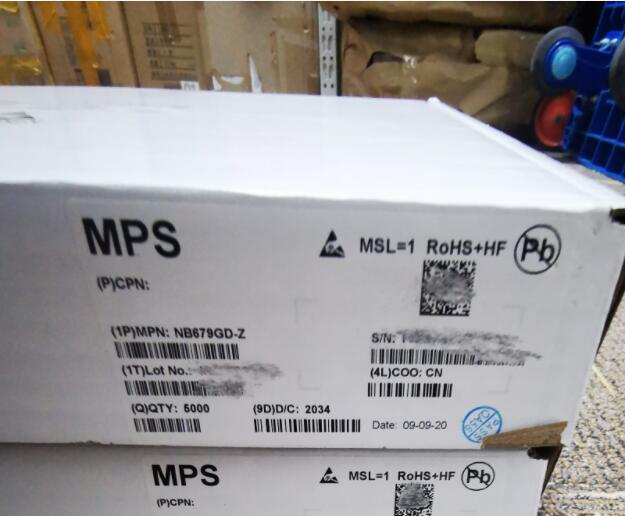 MPS
MSL=1 RoHS+HF Pb
(P)CPN:
(1P)MPN: NB679GD-Z
S/N:
(1T)Lot No.:
(4L)COO: CN
(Q)QTY: 5000
(9D)D/C: 2034
Date: 09-09-20
MPS
MSL=1 RoHS+HF Pb
(P)CPN: